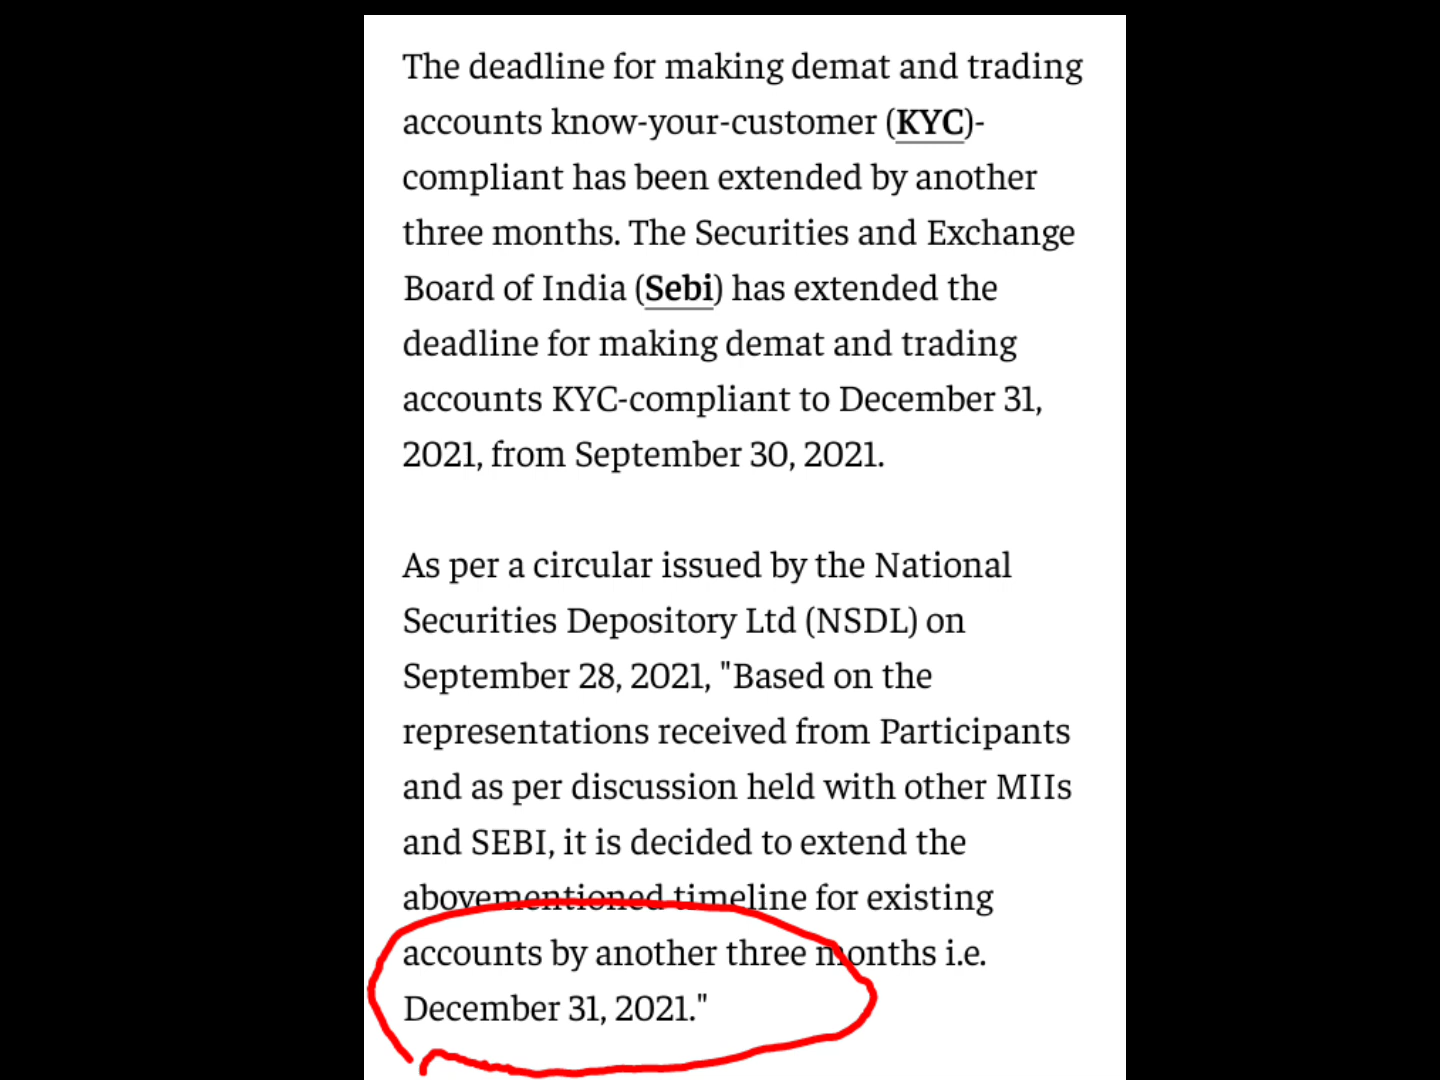 The deadline for making demat and trading
accounts know-your-customer (KYC)-
compliant has been extended by another
three months. The Securities and Exchange
Board of India (Sebi) has extended the
deadline for making demat and trading
accounts KYC-compliant to December 31,
2021, from September 30, 2021.
As per a circular issued by the National
Securities Depository Ltd (NSDL) on
September 28, 2021, "Based on the
representations received from Participants
and as per discussion held with other MIIs
and SEBI, it is decided to extend the
abovementioned timeline for existing
accounts by another three months i.e.
December 31, 2021."